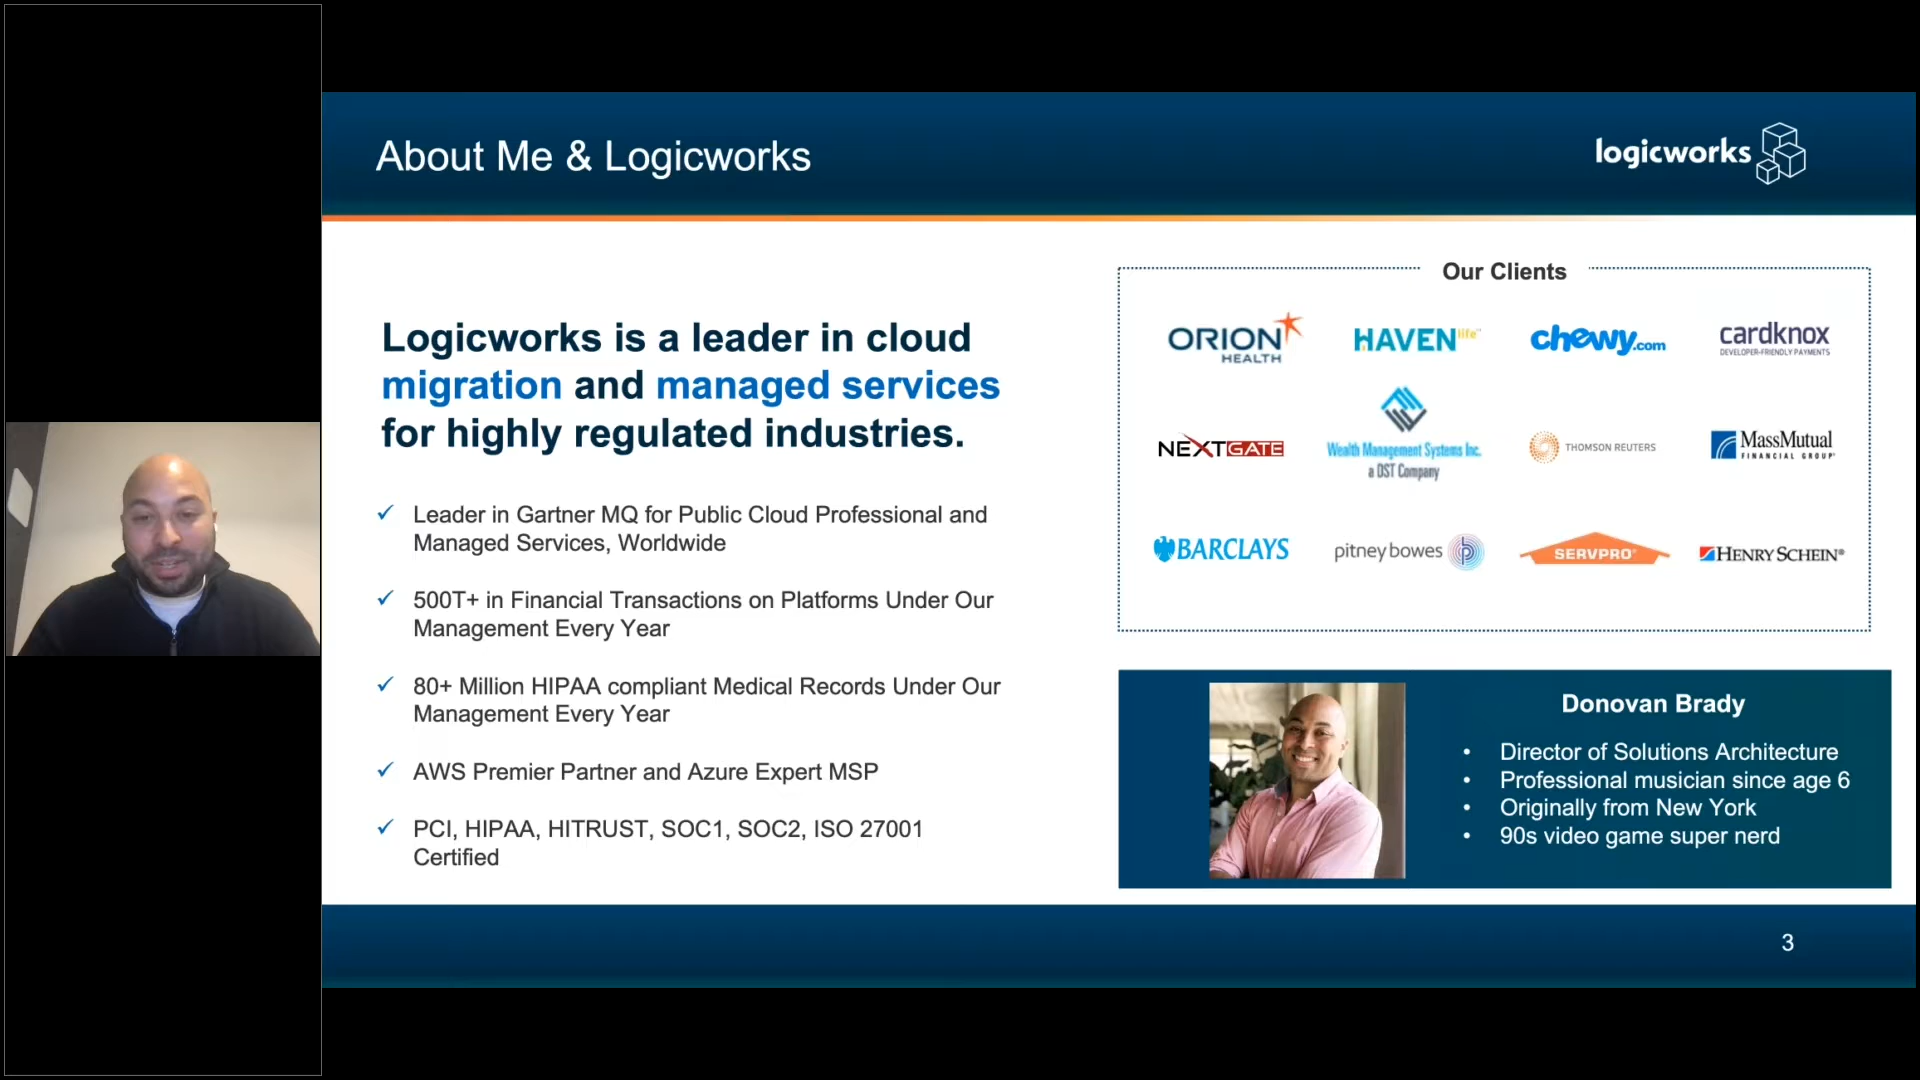 About Me & Logicworks
logicworks
Logicworks is a leader in cloud
migration and managed services
for highly regulated industries.
Leader in Gartner MQ for Public Cloud Professional and
Managed Services, Worldwide
500T+ in Financial Transactions on Platforms Under Our
Management Every Year
80+ Million HIPAA compliant Medical Records Under Our
Management Every Year
AWS Premier Partner and Azure Expert MSP
PCI, HIPAA, HITRUST, SOC1, SOC2, ISO 27001
Certified
Our Clients
ORION
HEALTH
HAVEN life
chewy.com
cardknox
DEVELOPER-FRIENDLY PAYMENTS
NEXTGATE
Wealth Management Systems Inc.
a DST Company
THOMSON REUTERS
MassMutual
FINANCIAL GROUP
BARCLAYS
pitney bowes
SERVPRO®
HENRY SCHEIN®
Donovan Brady
• Director of Solutions Architecture
• Professional musician since age 6
• Originally from New York
• 90s video game super nerd
3